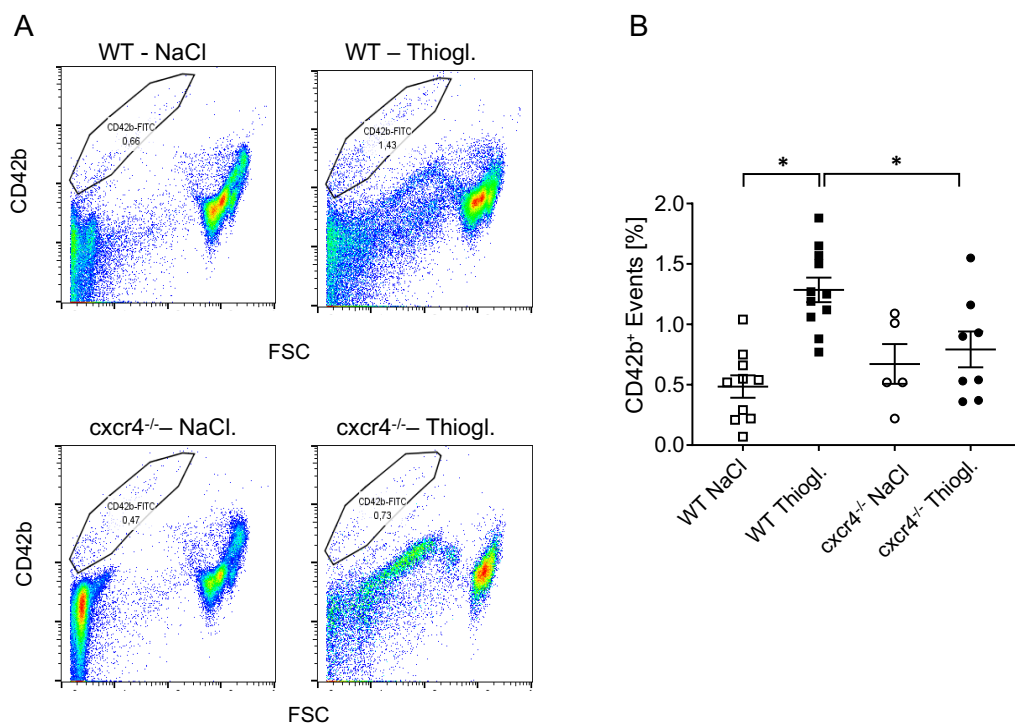 A
WT - NaCl
WT – Thiogl.
CD42b
CD42b-FITC
0,66
CD42b-FITC
1,43
FSC
cxcr4-/-– NaCl.
cxcr4-/-– Thiogl.
CD42b
CD42b-FITC
0,47
CD42b-FITC
0,73
FSC
B
*
*
CD42b+ Events [%]
2.0
1.5
1.0
0.5
0.0
WT NaCl
WT Thiogl.
cxcr4-/- NaCl
cxcr4-/- Thiogl.